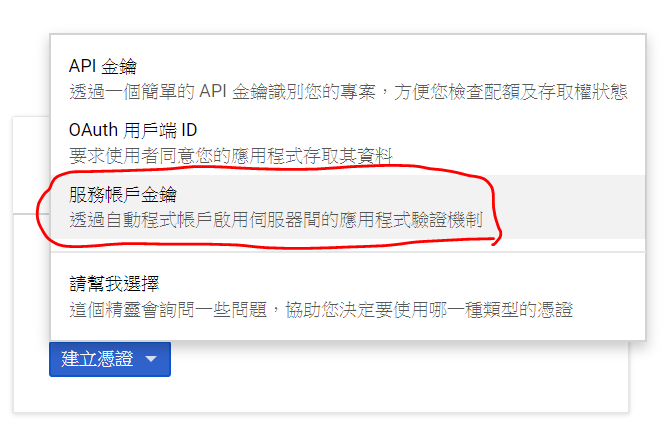 API 金鑰
透過一個簡單的 API 金鑰識別您的專案，方便您檢查配額及存取權狀態
OAuth 用戶端 ID
要求使用者同意您的應用程式存取其資料
服務帳戶金鑰
透過自動程式帳戶啟用伺服器間的應用程式驗證機制
請幫我選擇
這個精靈會詢問一些問題，協助您決定要使用哪一種類型的憑證
建立憑證